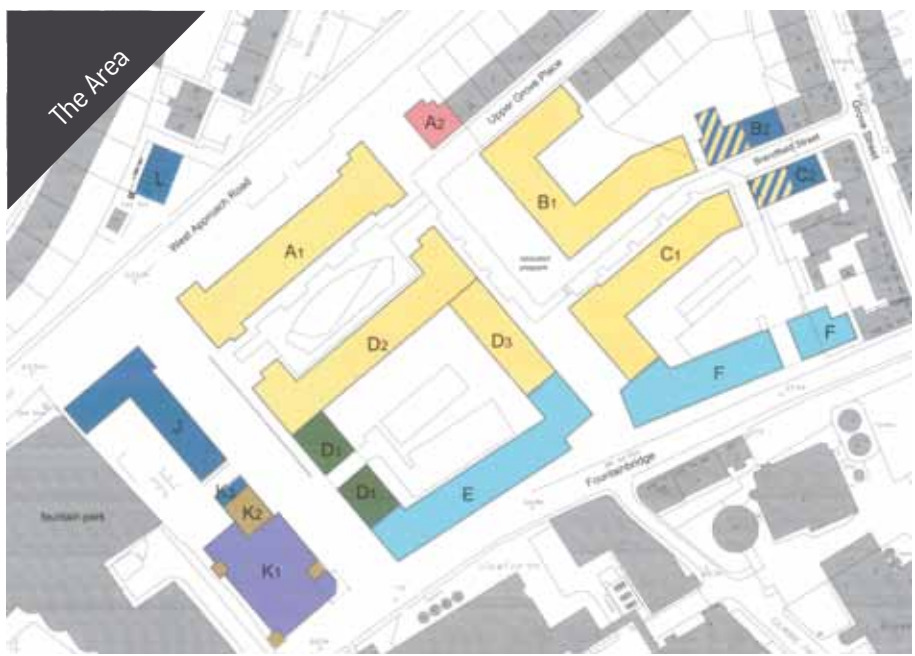 The Area
West Approach Road
Upper Grove Place
Grove Street
Brandfield Street
Fountainbridge
fountain park
L
A2
B2
C2
A1
B1
C1
D2
D3
D1
D1
E
F
F
J
K3
K2
K1